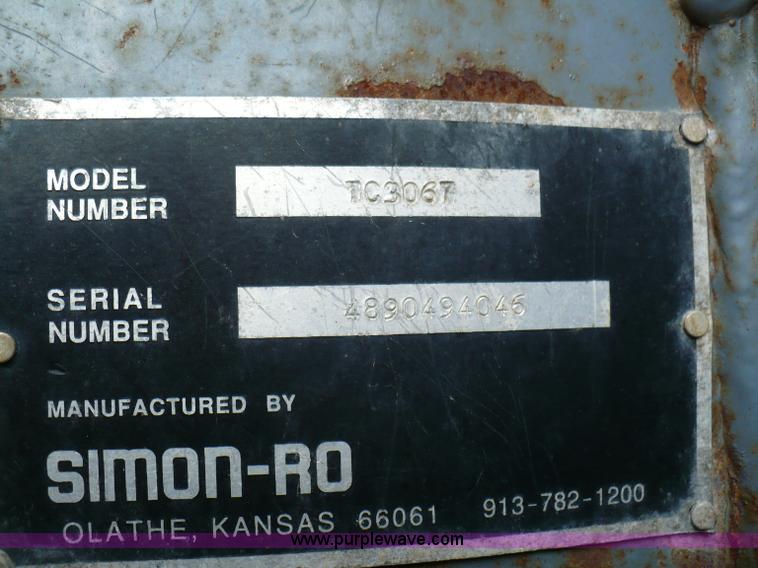 MODEL
NUMBER
TC3067
SERIAL
NUMBER
4890494046
MANUFACTURED BY
SIMON-RO
OLATHE, KANSAS 66061 913-782-1200
www.purplewave.com